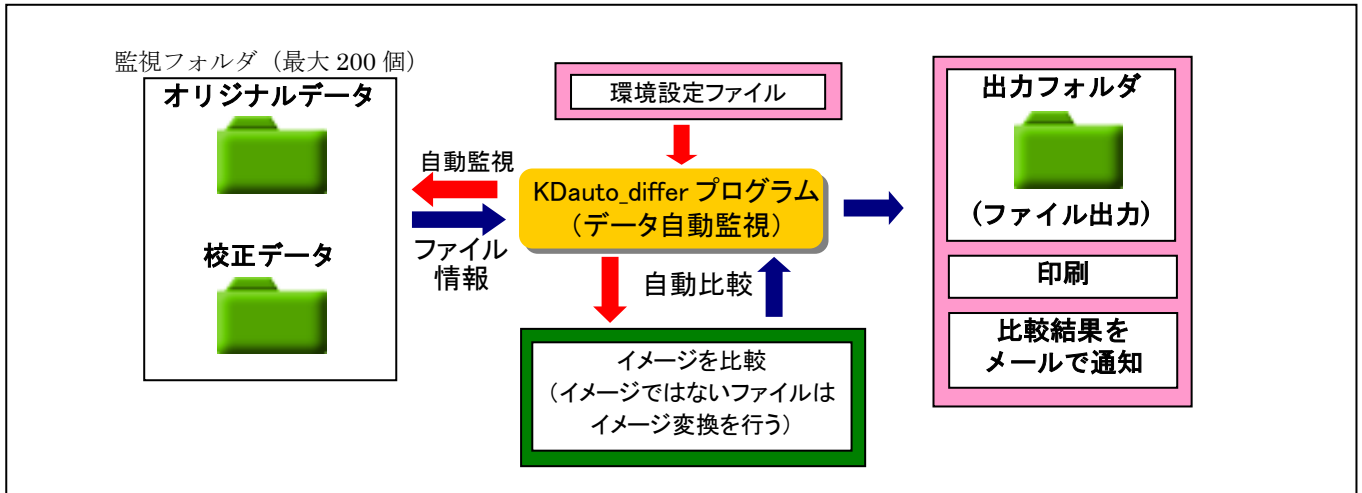 監視フォルダ（最大 200 個）
オリジナルデータ
校正データ
自動監視
ファイル
情報
環境設定ファイル
KDauto_differ プログラム
（データ自動監視）
自動比較
イメージを比較
（イメージではないファイルは
イメージ変換を行う）
出力フォルダ
(ファイル出力)
印刷
比較結果を
メールで通知